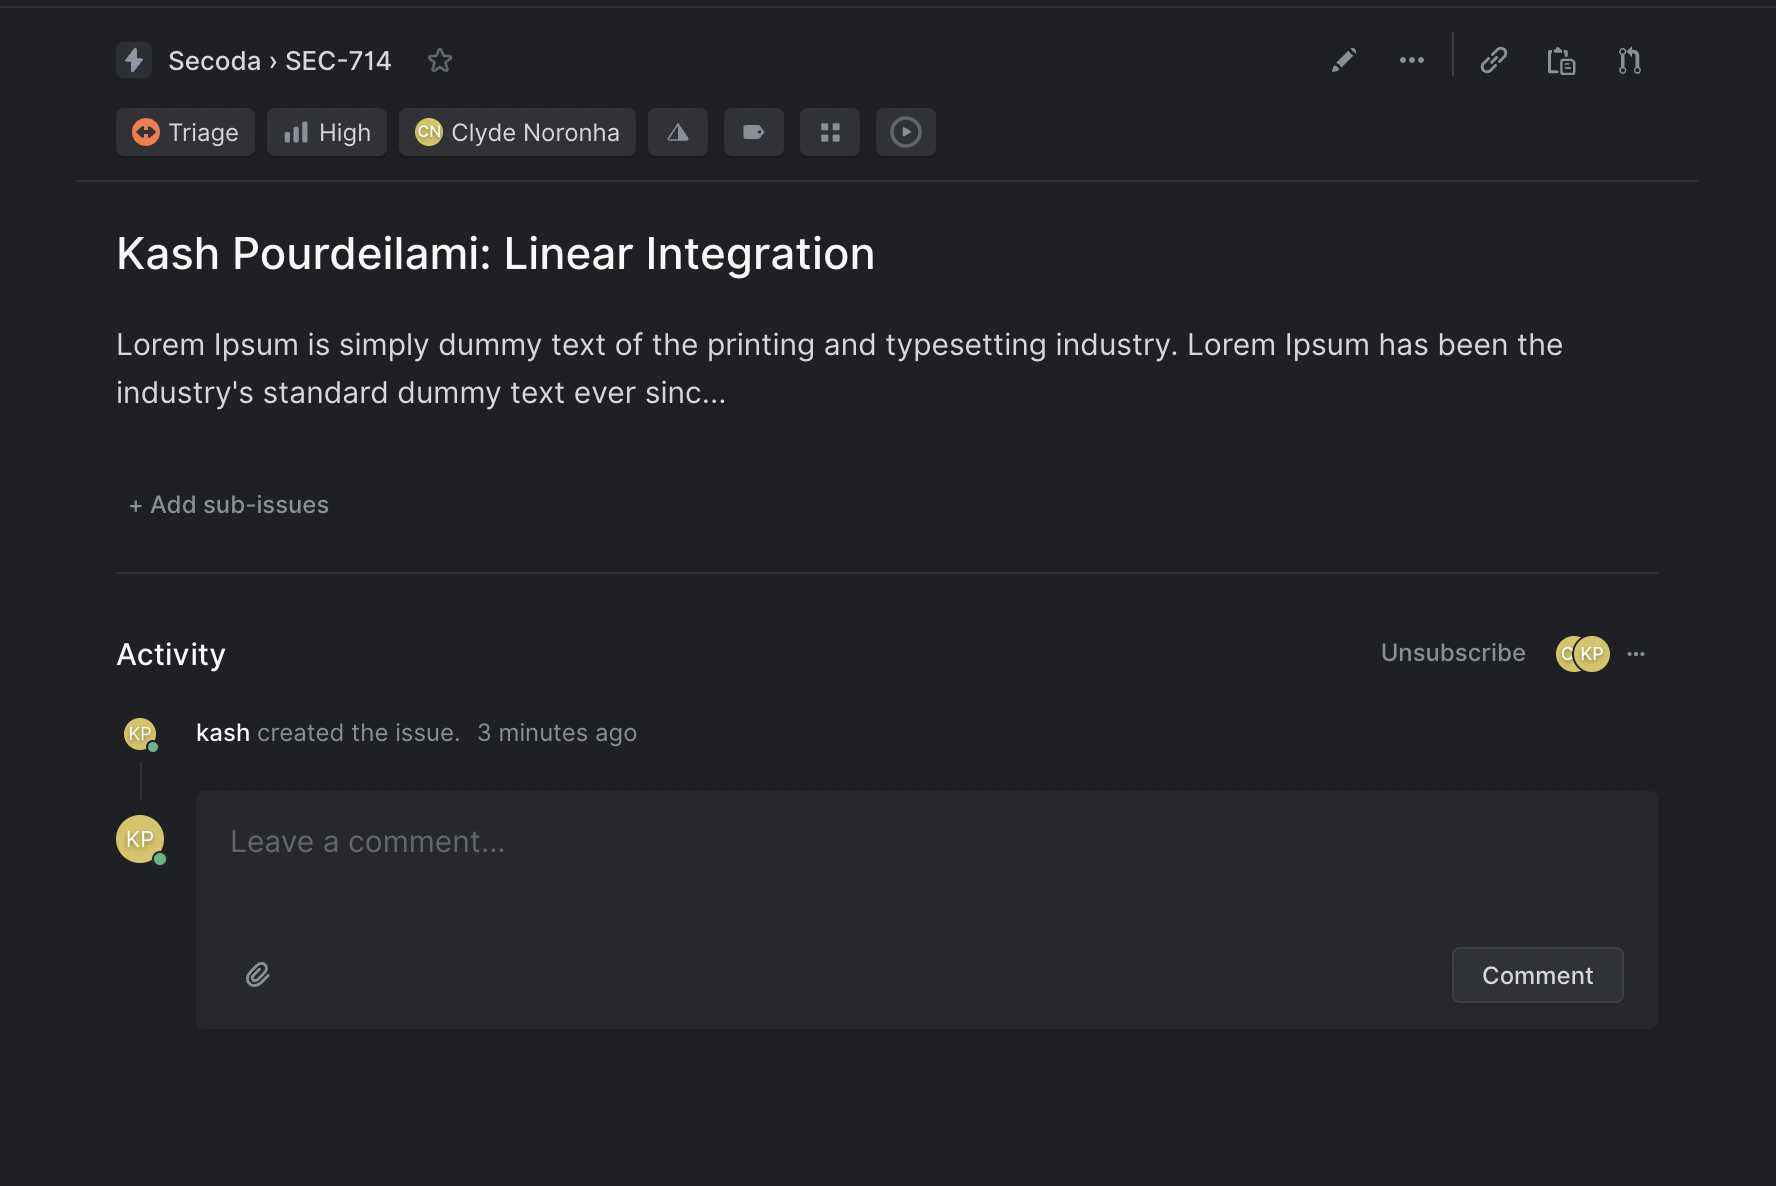 Secoda › SEC-714
Triage
High
CN Clyde Noronha
Kash Pourdeilami: Linear Integration
Lorem Ipsum is simply dummy text of the printing and typesetting industry. Lorem Ipsum has been the
industry's standard dummy text ever sinc...
+ Add sub-issues
Activity
Unsubscribe
C KP
KP kash created the issue. 3 minutes ago
KP
Leave a comment...
Comment